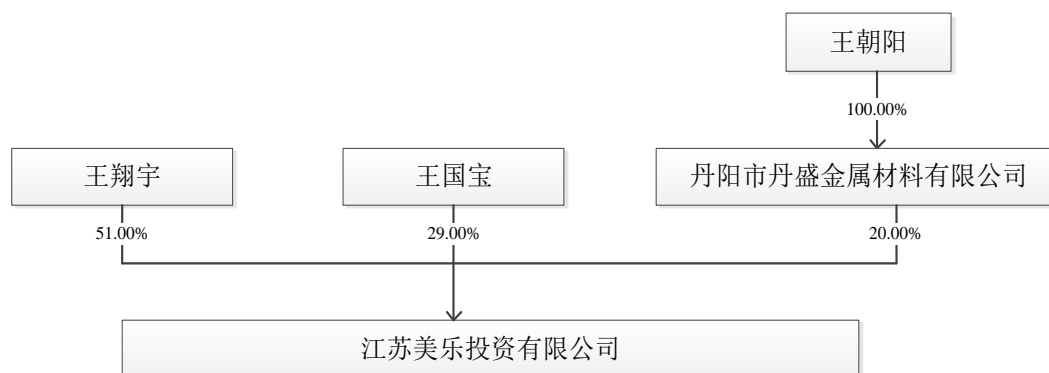 王朝阳
100.00%
王翔宇
王国宝
丹阳市丹盛金属材料有限公司
51.00%
29.00%
20.00%
江苏美乐投资有限公司